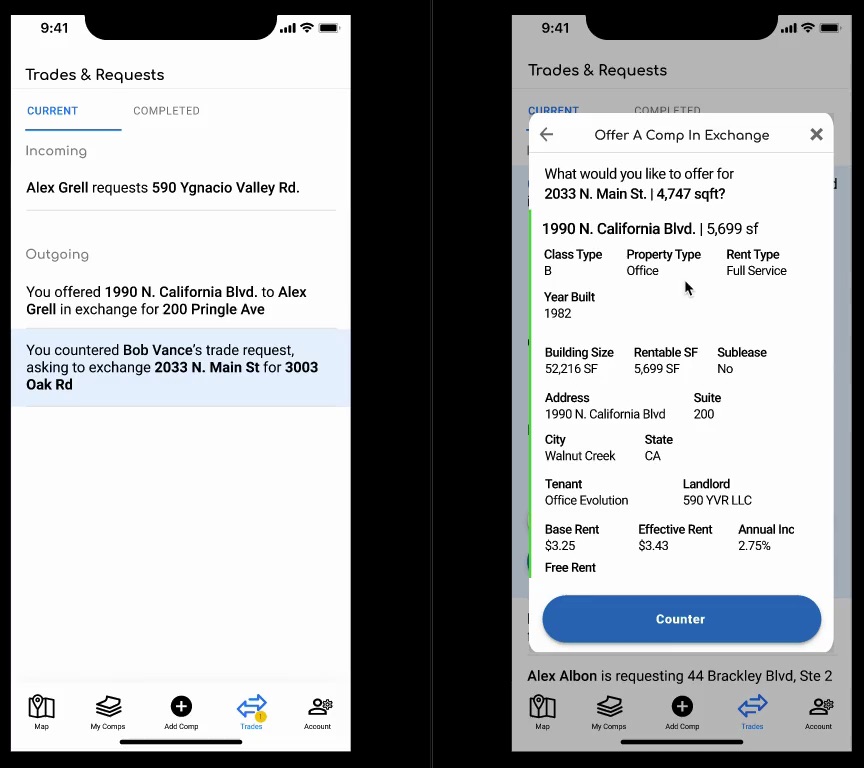 9:41
Trades & Requests
CURRENT COMPLETED
Incoming
Alex Grell requests 590 Ygnacio Valley Rd.
Outgoing
You offered 1990 N. California Blvd. to Alex
Grell in exchange for 200 Pringle Ave
You countered Bob Vance's trade request,
asking to exchange 2033 N. Main St for 3003
Oak Rd
Map My Comps Add Comp Trades Account
9:41
Trades & Requests
CURRENT COMPLETED
Offer A Comp In Exchange
What would you like to offer for
2033 N. Main St. | 4,747 sqft?
1990 N. California Blvd. | 5,699 sf
Class Type Property Type Rent Type
B Office Full Service
Year Built
1982
Building Size Rentable SF Sublease
52,216 SF 5,699 SF No
Address Suite
1990 N. California Blvd 200
City State
Walnut Creek CA
Tenant Landlord
Office Evolution 590 YVR LLC
Base Rent Effective Rent Annual Inc
$3.25 $3.43 2.75%
Free Rent
Counter
Alex Albon is requesting 44 Brackley Blvd, Ste 2
Map My Comps Add Comp Trades Account